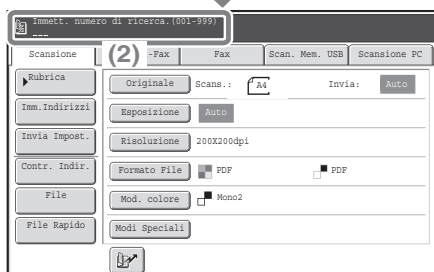 Immett. numero di ricerca.(001-999)
---
Scansione (2) -Fax Fax Scan. Mem. USB Scansione PC
Rubrica Originale Scans.: A4 Invia: Auto
Imm.Indirizzi Esposizione Auto
Invia Impost. Risoluzione 200X200dpi
Contr. Indir. Formato File PDF PDF
File Mod. colore Mono2
File Rapido Modi Speciali